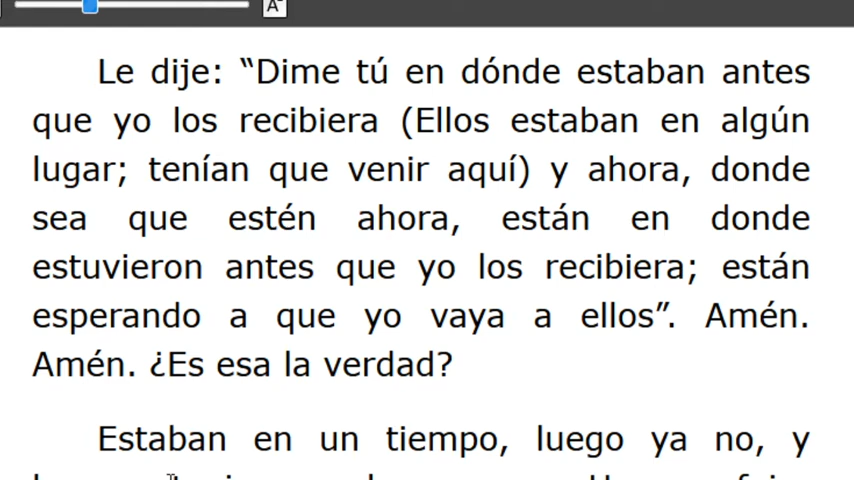 A
Le dije: “Dime tú en dónde estaban antes
que yo los recibiera (Ellos estaban en algún
lugar; tenían que venir aquí) y ahora, donde
sea que estén ahora, están en donde
estuvieron antes que yo los recibiera; están
esperando a que yo vaya a ellos”. Amén.
Amén. ¿Es esa la verdad?
Estaban en un tiempo, luego ya no, y